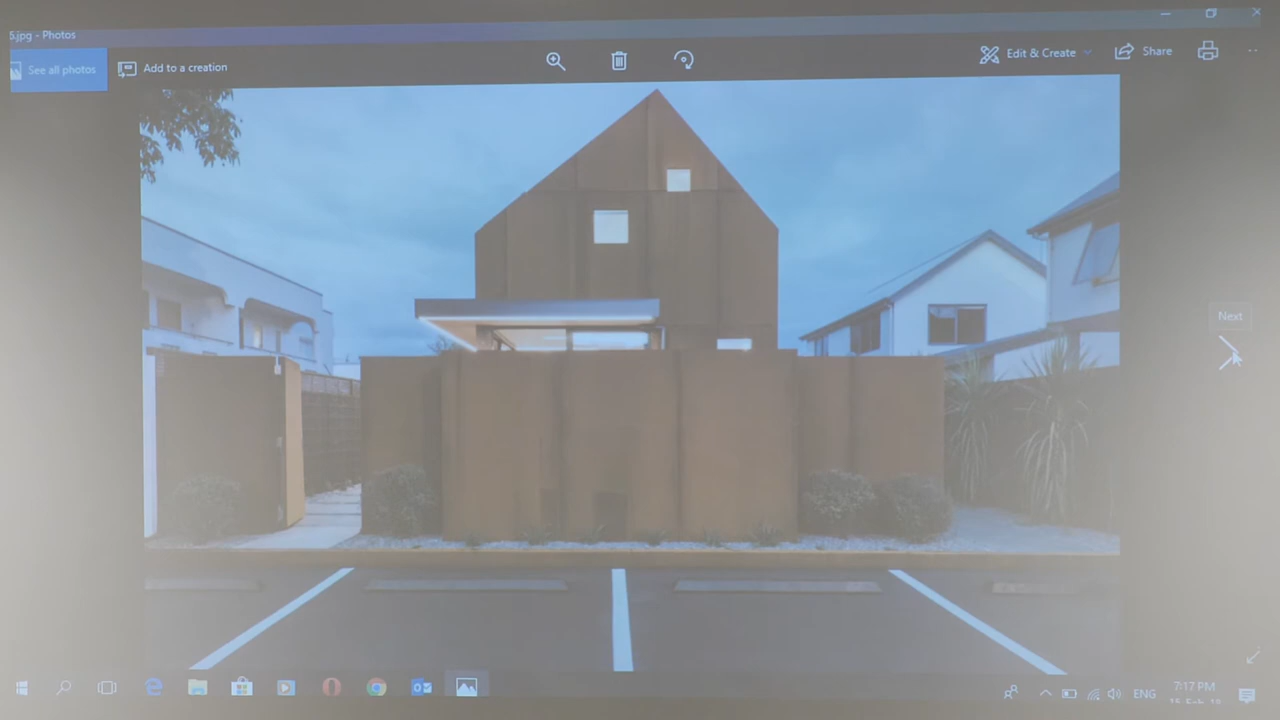 5.jpg - Photos
See all photos
Add to a creation
Edit & Create
Share
Next
ENG
7:17 PM